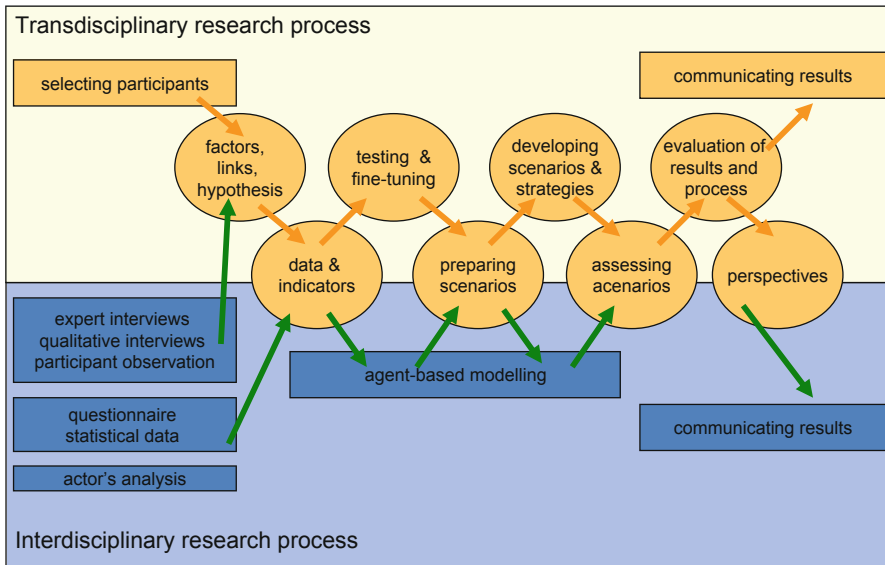 Transdisciplinary research process
selecting participants
communicating results
factors,
links,
hypothesis
testing & 
fine-tuning
developing
scenarios &
strategies
evaluation of
results and
process
data &
indicators
preparing
scenarios
assessing
acenarios
perspectives
expert interviews
qualitative interviews
participant observation
agent-based modelling
questionnaire
statistical data
communicating results
actor's analysis
Interdisciplinary research process